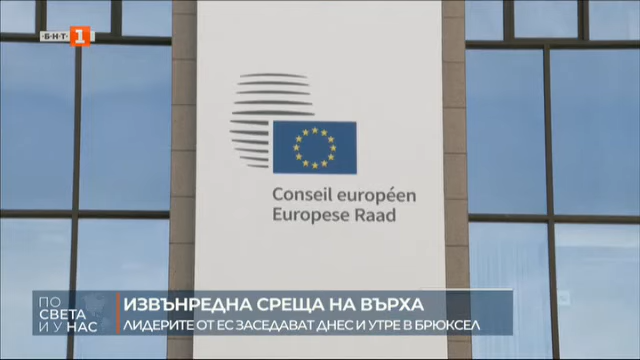 БНТ 1
Conseil européen
Europese Raad
ПО
СВЕТА
И У НАС
ИЗВЪНРЕДНА СРЕЩА НА ВЪРХА
ЛИДЕРИТЕ ОТ ЕС ЗАСЕДАВАТ ДНЕС И УТРЕ В БРЮКСЕЛ